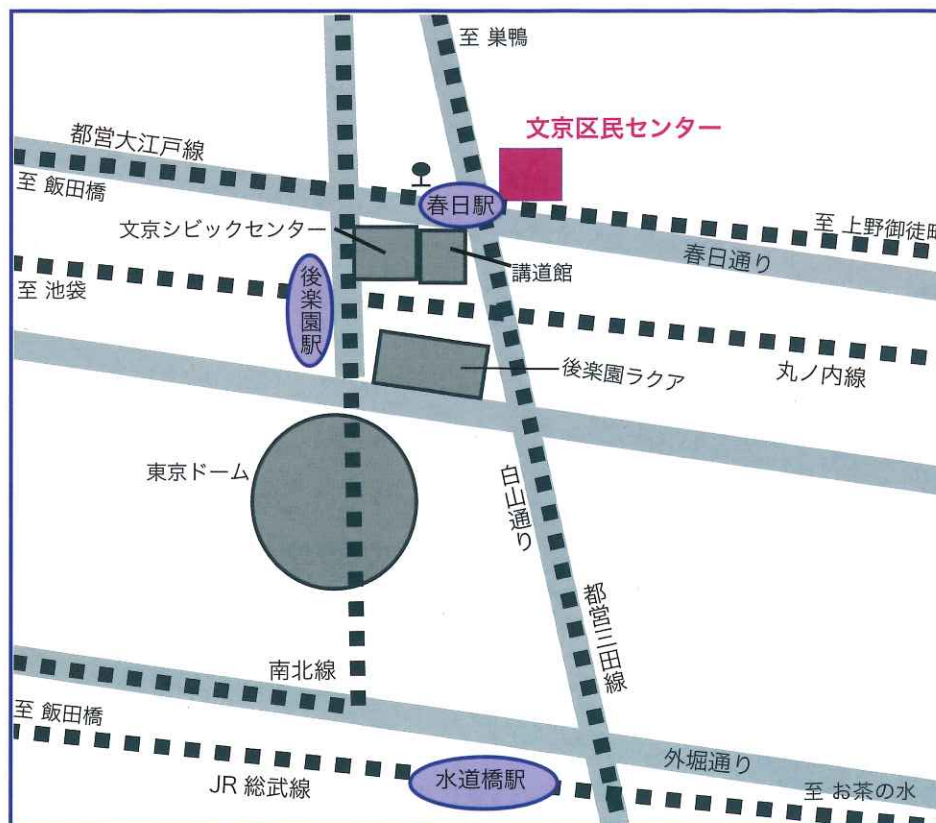 至 巣鴨
文京区民センター
都営大江戸線
至 飯田橋
春日駅
至 上野御徒町
文京シビックセンター
春日通り
講道館
至 池袋
後楽園駅
後楽園ラクア
丸ノ内線
東京ドーム
白山通り
都営三田線
南北線
至 飯田橋
外堀通り
JR 総武線
水道橋駅
至 お茶の水